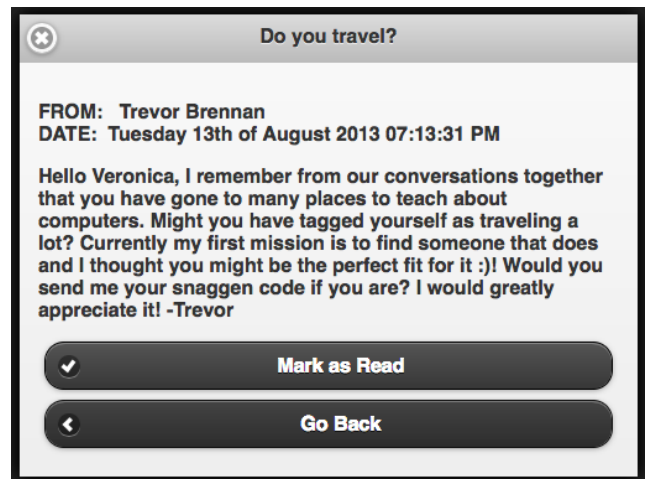 Do you travel?
FROM: Trevor Brennan
DATE: Tuesday 13th of August 2013 07:13:31 PM
Hello Veronica, I remember from our conversations together
that you have gone to many places to teach about
computers. Might you have tagged yourself as traveling a
lot? Currently my first mission is to find someone that does
and I thought you might be the perfect fit for it :)! Would you
send me your snaggen code if you are? I would greatly
appreciate it! -Trevor
Mark as Read
Go Back